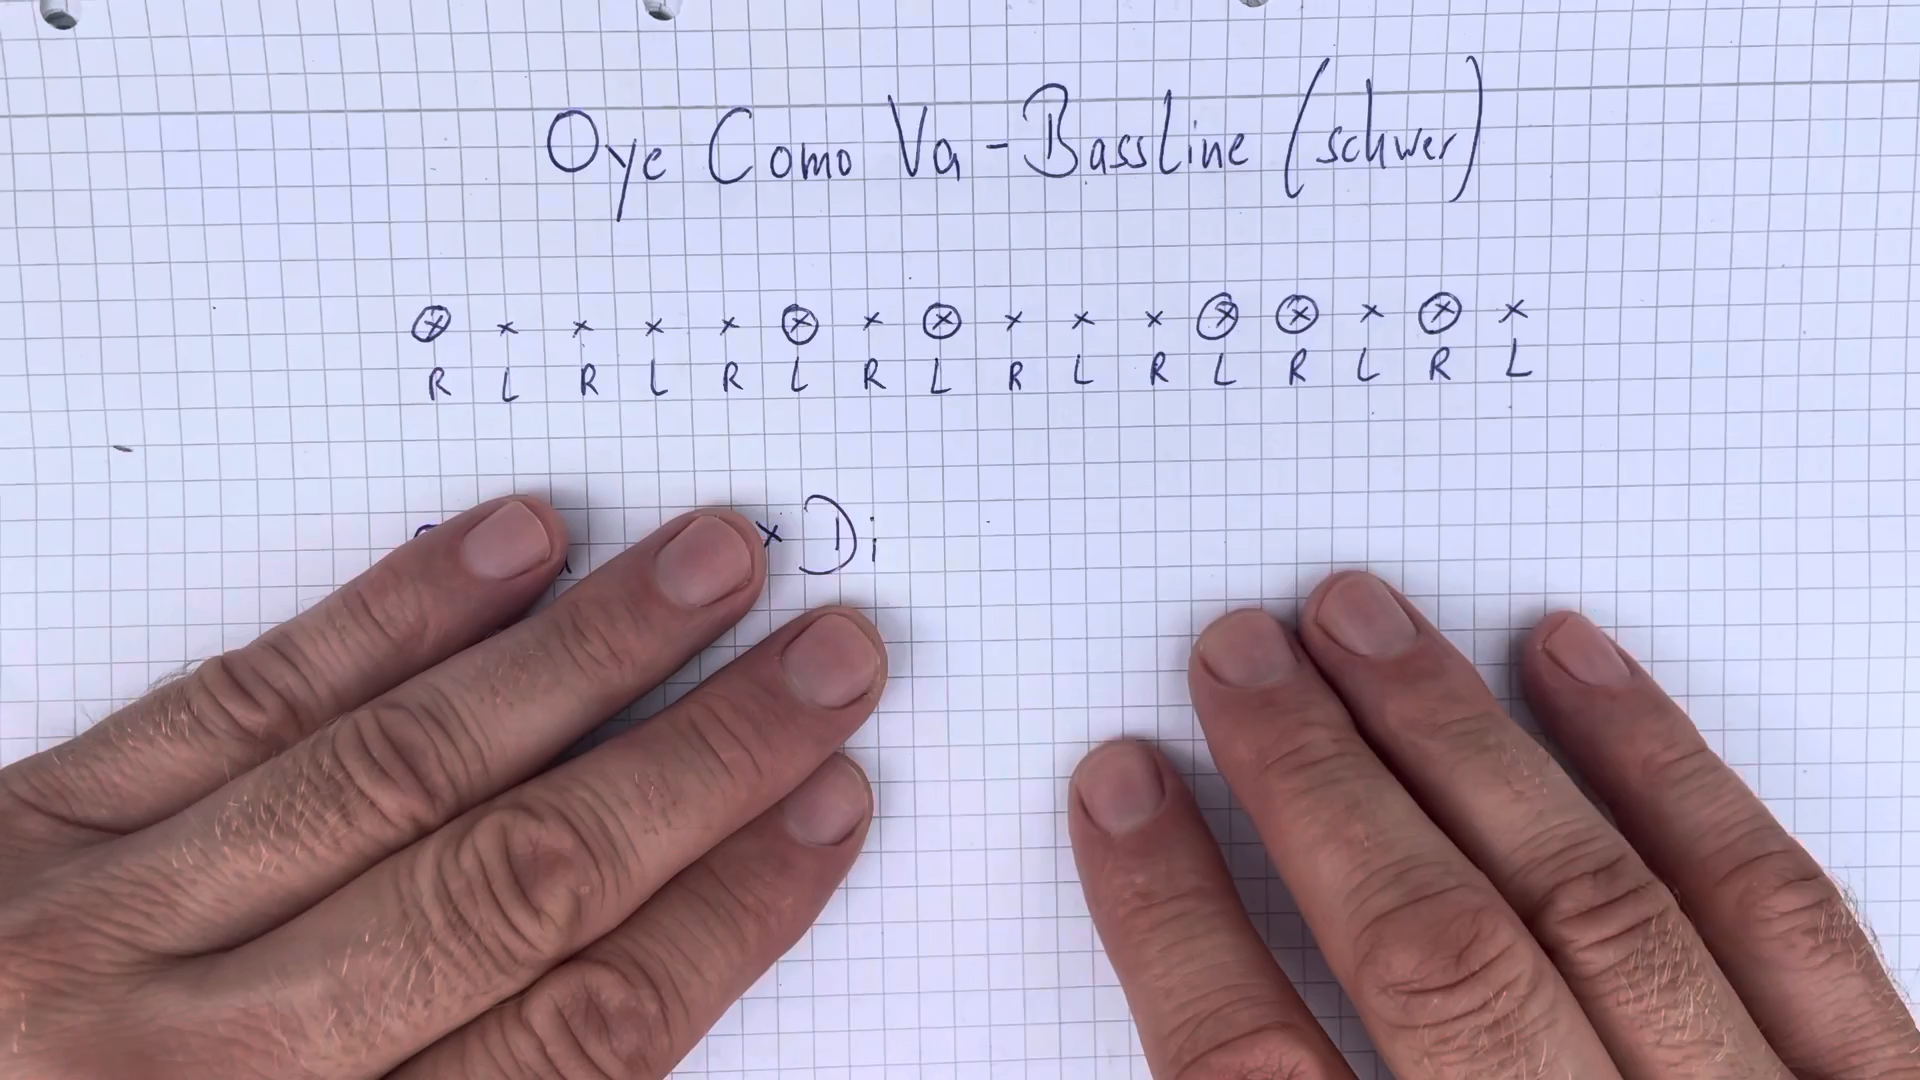 Oye Como Va - Bassline (schwer)
ⓧ x x x x ⓧ x ⓧ x x x ⓧ ⓧ x ⓧ x
R L R L R L R L R L R L R L R L
x Di